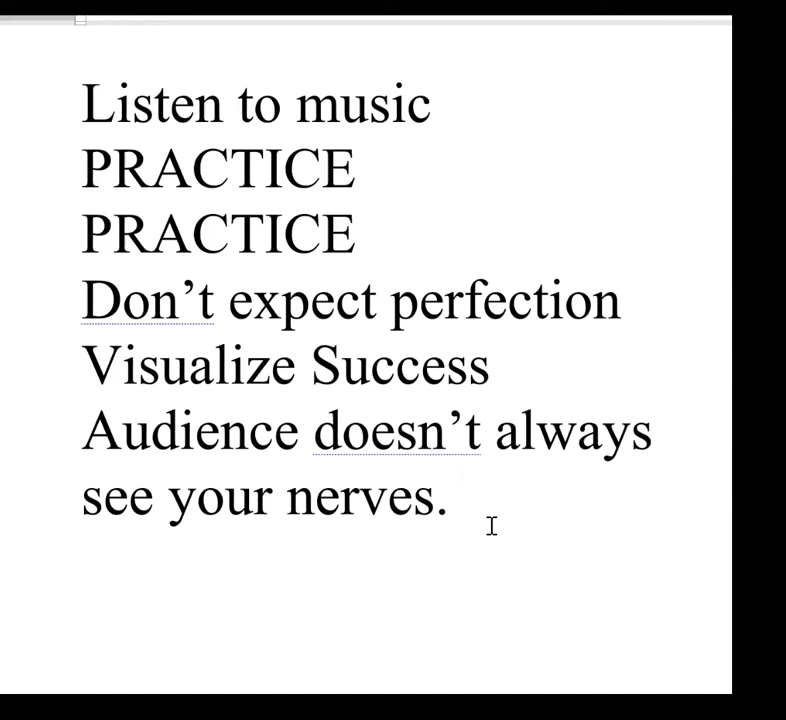 Listen to music
PRACTICE
PRACTICE
Don’t expect perfection
Visualize Success
Audience doesn’t always
see your nerves.